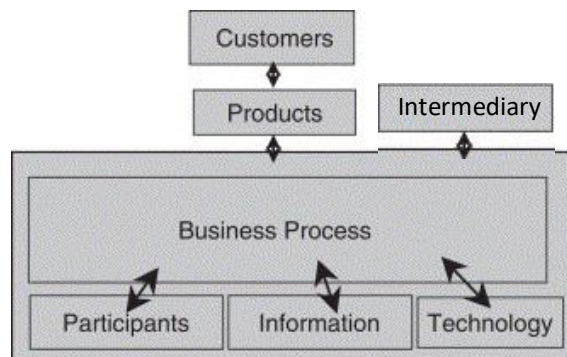 Customers
Products
Intermediary
Business Process
Participants
Information
Technology